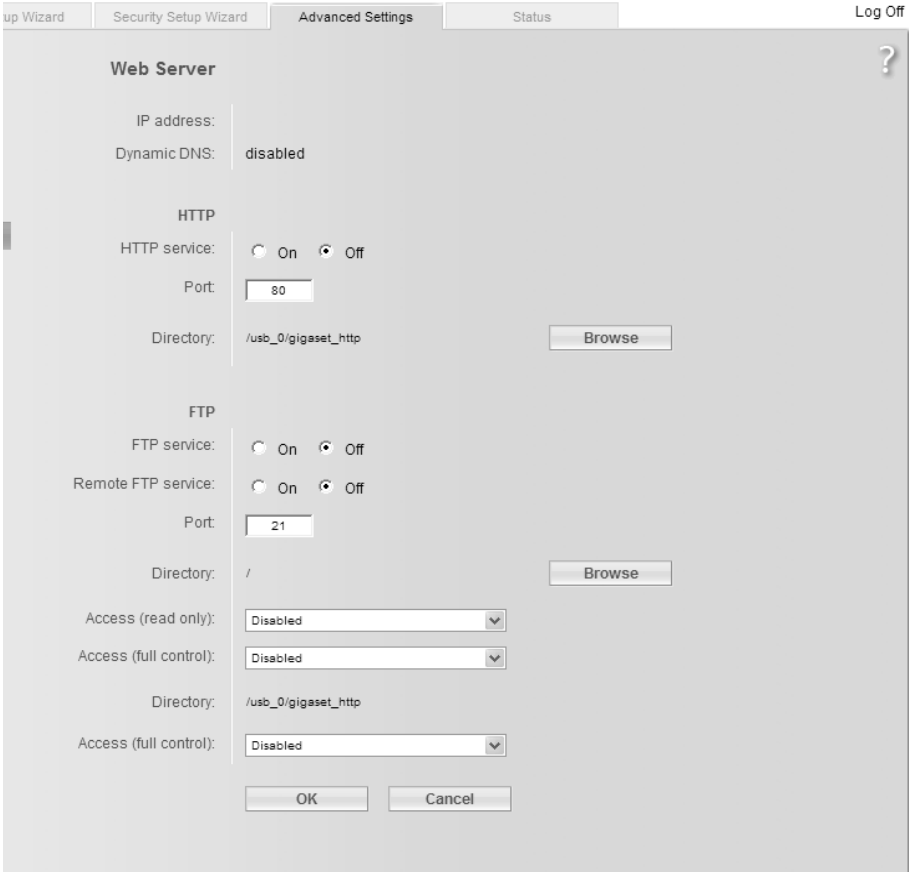 up Wizard Security Setup Wizard Advanced Settings Status Log Off
?
Web Server
IP address:
Dynamic DNS: disabled
HTTP
HTTP service: On Off
Port: 80
Directory: /usb_0/gigaset_http Browse
FTP
FTP service: On Off
Remote FTP service: On Off
Port: 21
Directory: / Browse
Access (read only): Disabled
Access (full control): Disabled
Directory: /usb_0/gigaset_http
Access (full control): Disabled
OK Cancel